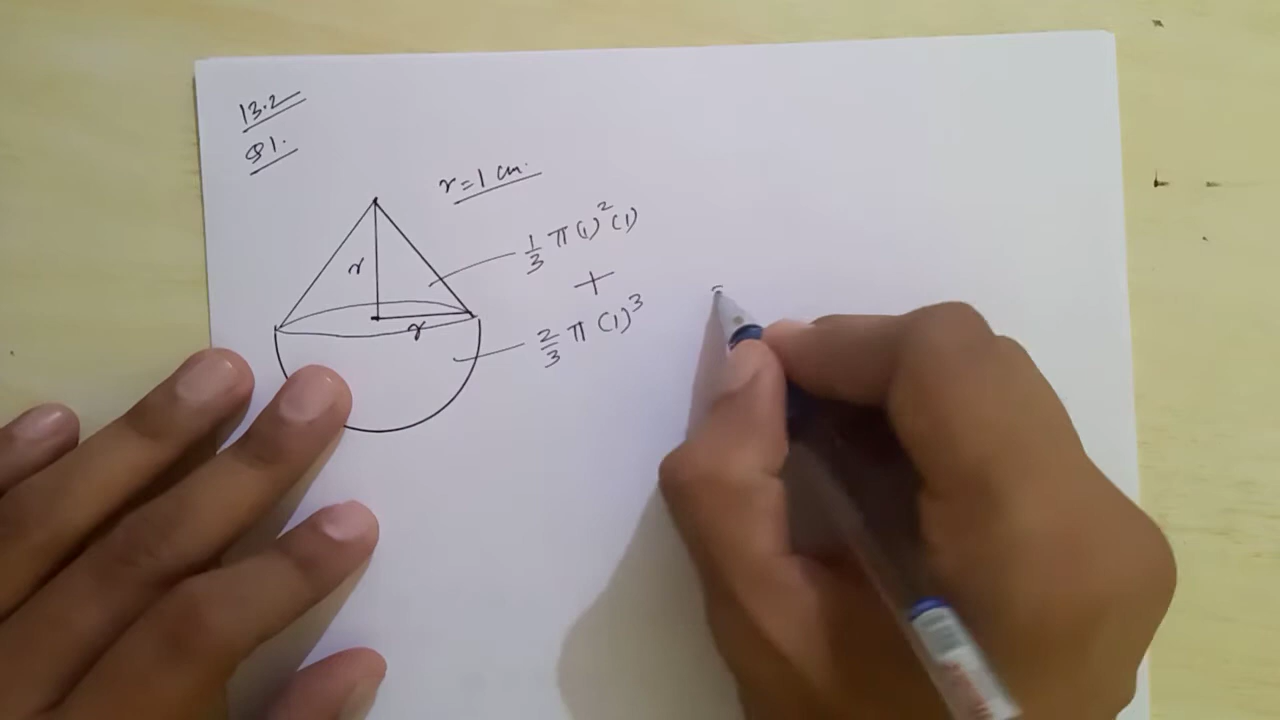 13.2
Q1.
r=1 cm.
r
r
1/3 π(1)²(1)
+
2/3 π(1)³
=